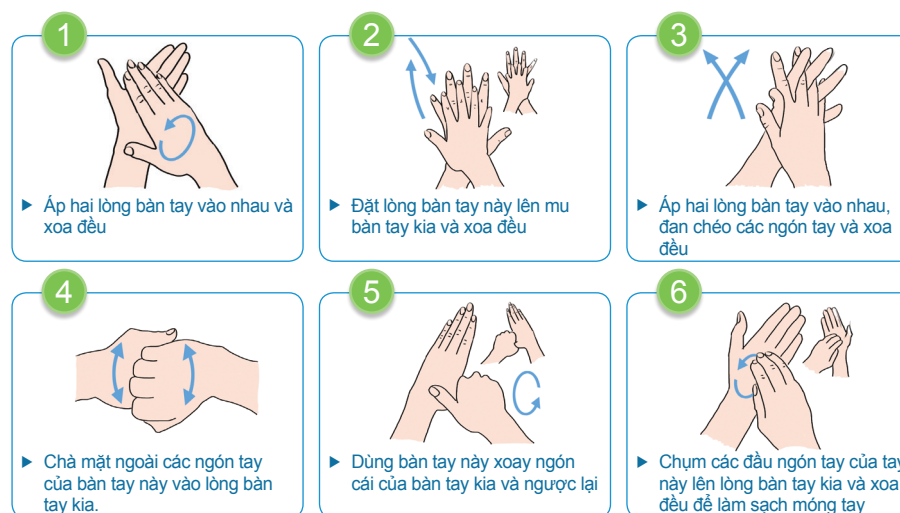 1
Áp hai lòng bàn tay vào nhau và
xoa đều
2
Đặt lòng bàn tay này lên mu
bàn tay kia và xoa đều
3
Áp hai lòng bàn tay vào nhau,
đan chéo các ngón tay và xoa
đều
4
Chà mặt ngoài các ngón tay
của bàn tay này vào lòng bàn
tay kia.
5
Dùng bàn tay này xoay ngón
cái của bàn tay kia và ngược lại
6
Chụm các đầu ngón tay của tay
này lên lòng bàn tay kia và xoa
đều để làm sạch móng tay